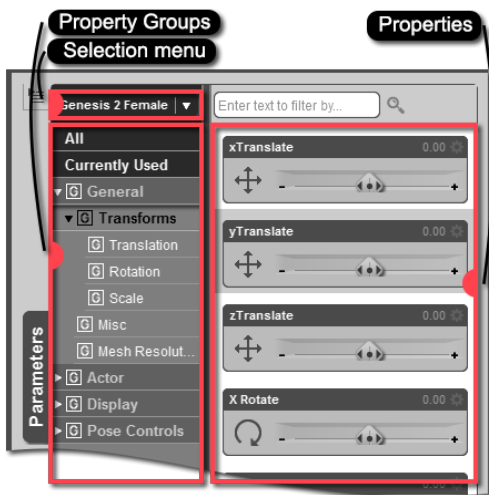 Property Groups
Properties
Selection menu
Genesis 2 Female
Enter text to filter by...
All
Currently Used
General
Transforms
Translation
Rotation
Scale
Misc
Mesh Resolut...
Actor
Display
Pose Controls
Parameters
xTranslate 0.00
- +
yTranslate 0.00
- +
zTranslate 0.00
- +
X Rotate 0.00
- +
0.00